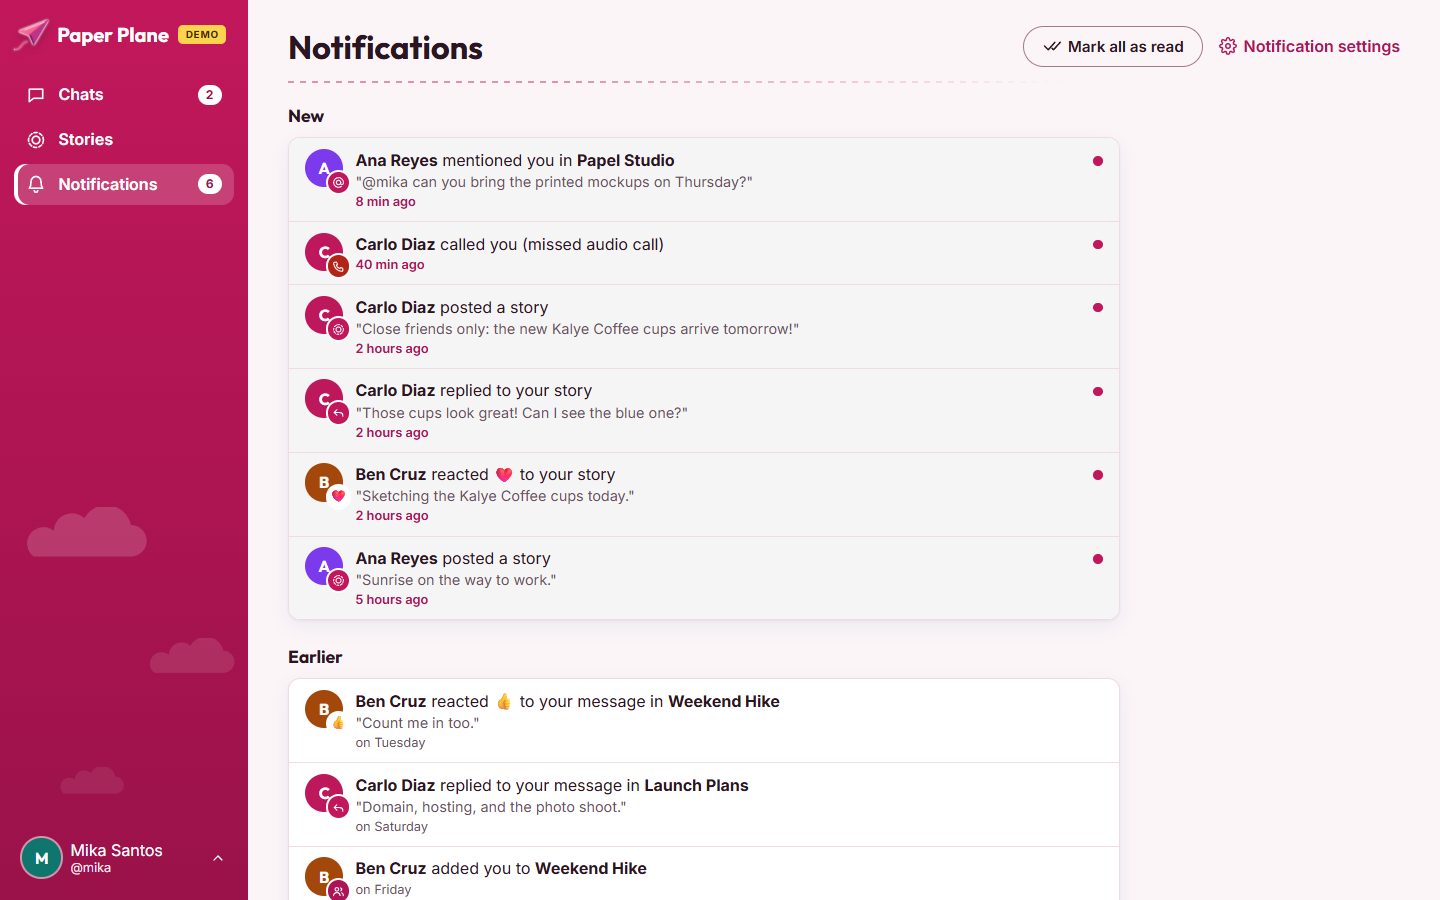 Paper Plane DEMO
Chats 2
Stories
Notifications 6
Mika Santos
@mika
Notifications
Mark all as read
Notification settings
New
A
Ana Reyes mentioned you in Papel Studio
"@mika can you bring the printed mockups on Thursday?"
8 min ago
C
Carlo Diaz called you (missed audio call)
40 min ago
C
Carlo Diaz posted a story
"Close friends only: the new Kalye Coffee cups arrive tomorrow!"
2 hours ago
C
Carlo Diaz replied to your story
"Those cups look great! Can I see the blue one?"
2 hours ago
B
Ben Cruz reacted ❤️ to your story
"Sketching the Kalye Coffee cups today."
2 hours ago
A
Ana Reyes posted a story
"Sunrise on the way to work."
5 hours ago
Earlier
B
Ben Cruz reacted 👍 to your message in Weekend Hike
"Count me in too."
on Tuesday
C
Carlo Diaz replied to your message in Launch Plans
"Domain, hosting, and the photo shoot."
on Saturday
B
Ben Cruz added you to Weekend Hike
on Friday
M